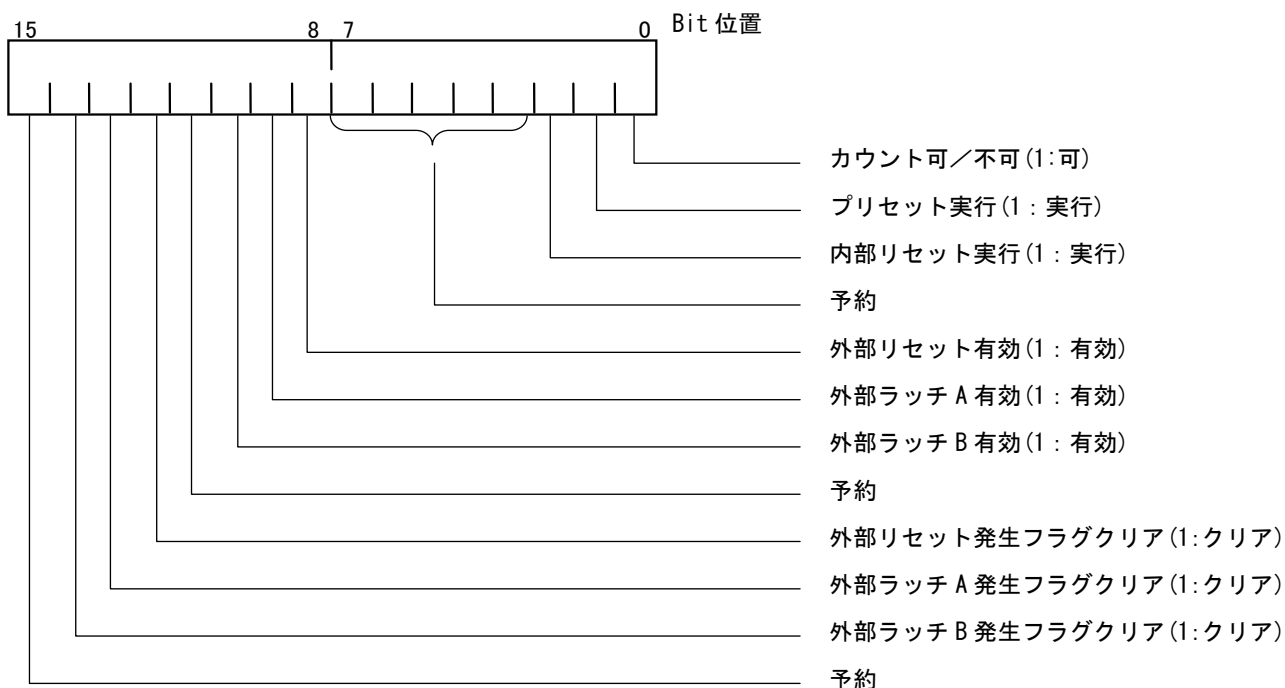 15 8 7 0 Bit 位置
カウント可/不可(1:可)
プリセット実行(1:実行)
内部リセット実行(1:実行)
予約
外部リセット有効(1:有効)
外部ラッチ A 有効(1:有効)
外部ラッチ B 有効(1:有効)
予約
外部リセット発生フラグクリア(1:クリア)
外部ラッチ A 発生フラグクリア(1:クリア)
外部ラッチ B 発生フラグクリア(1:クリア)
予約